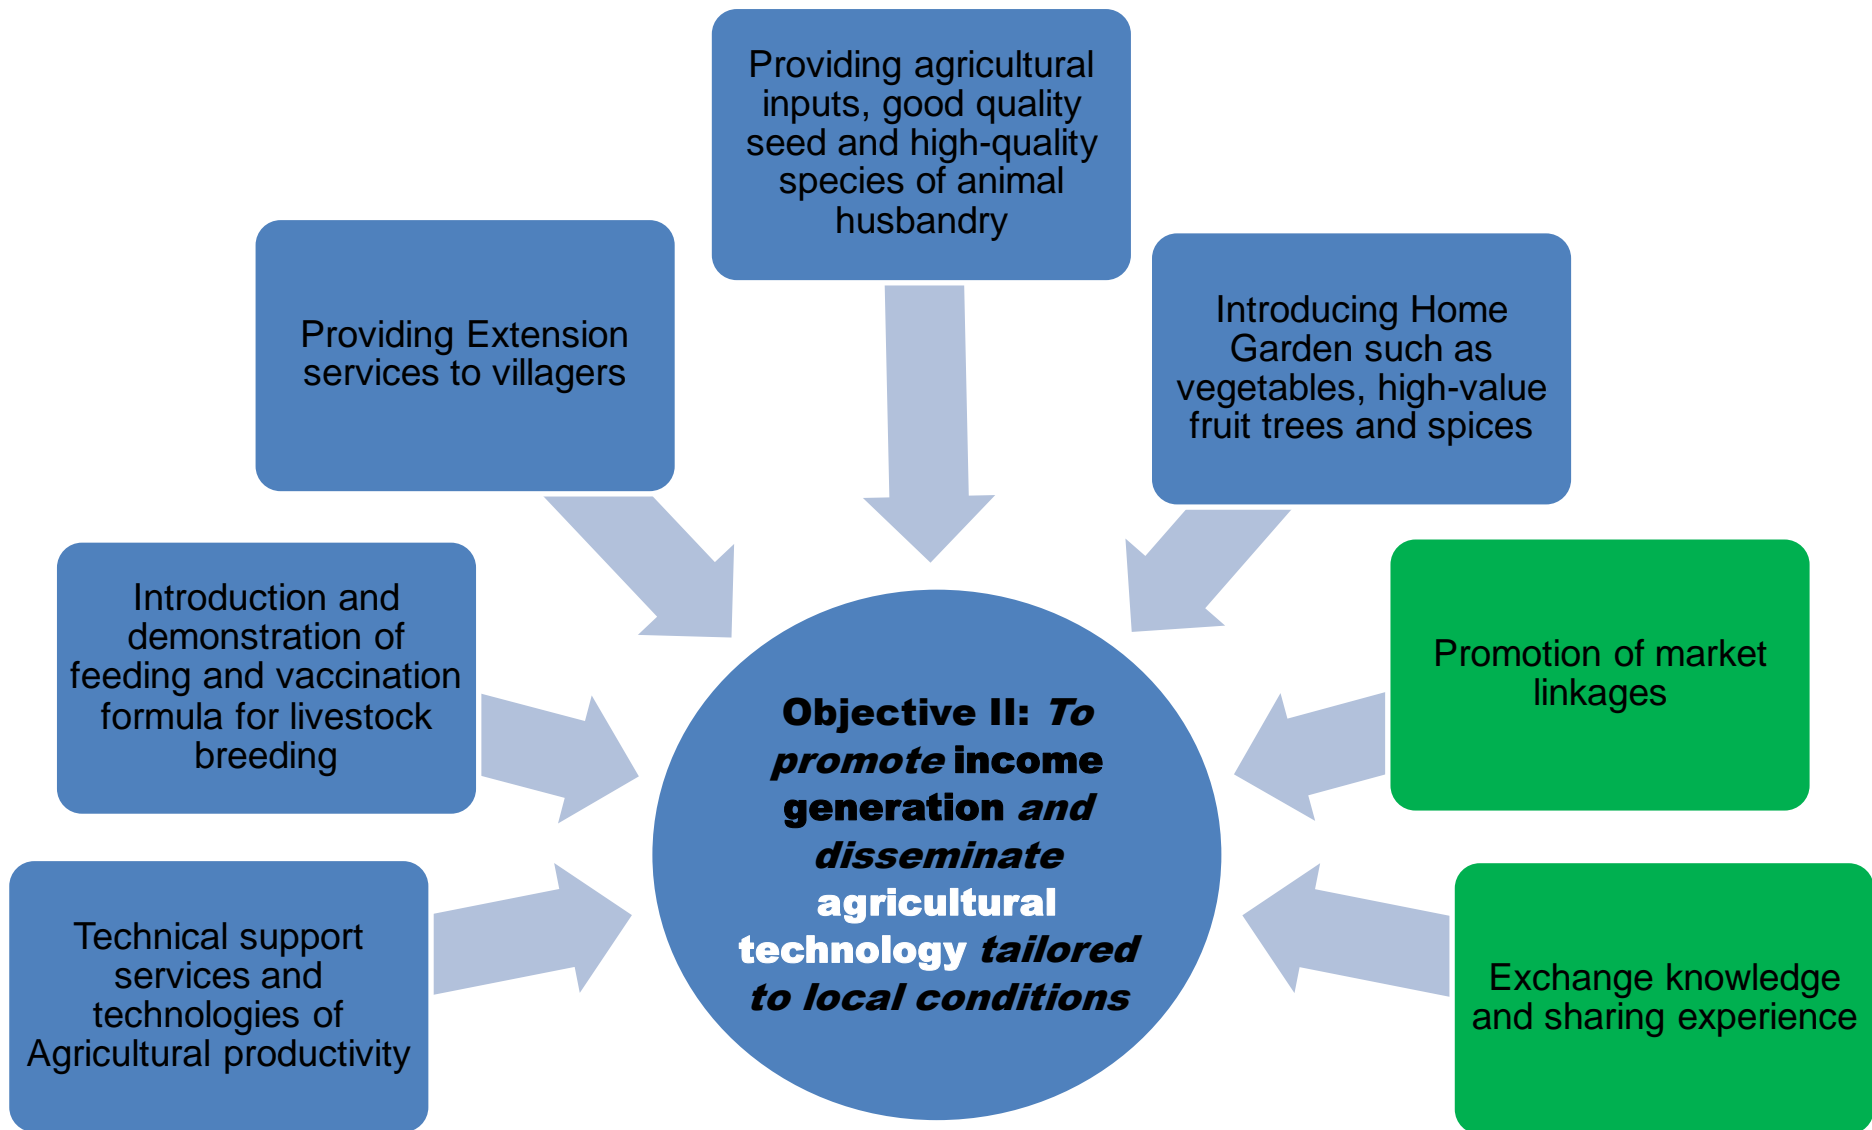 Providing agricultural
inputs, good quality
seed and high-quality
species of animal
husbandry
Providing Extension
services to villagers
Introducing Home
Garden such as
vegetables, high-value
fruit trees and spices
Introduction and
demonstration of
feeding and vaccination
formula for livestock
breeding
Promotion of market
linkages
Technical support
services and
technologies of
Agricultural productivity
Exchange knowledge
and sharing experience
Objective II: To
promote income
generation and
disseminate
agricultural
technology tailored
to local conditions